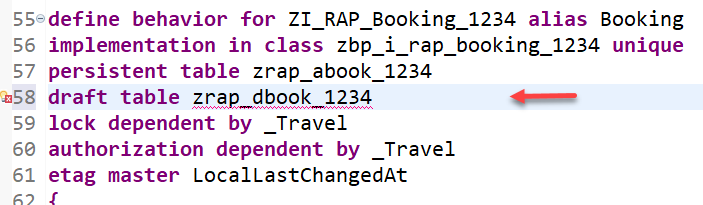 55 define behavior for ZI_RAP_Booking_1234 alias Booking
56 implementation in class zbp_i_rap_booking_1234 unique
57 persistent table zrap_abook_1234
58 draft table zrap_dbook_1234
59 lock dependent by _Travel
60 authorization dependent by _Travel
61 etag master LocalLastChangedAt
62 {